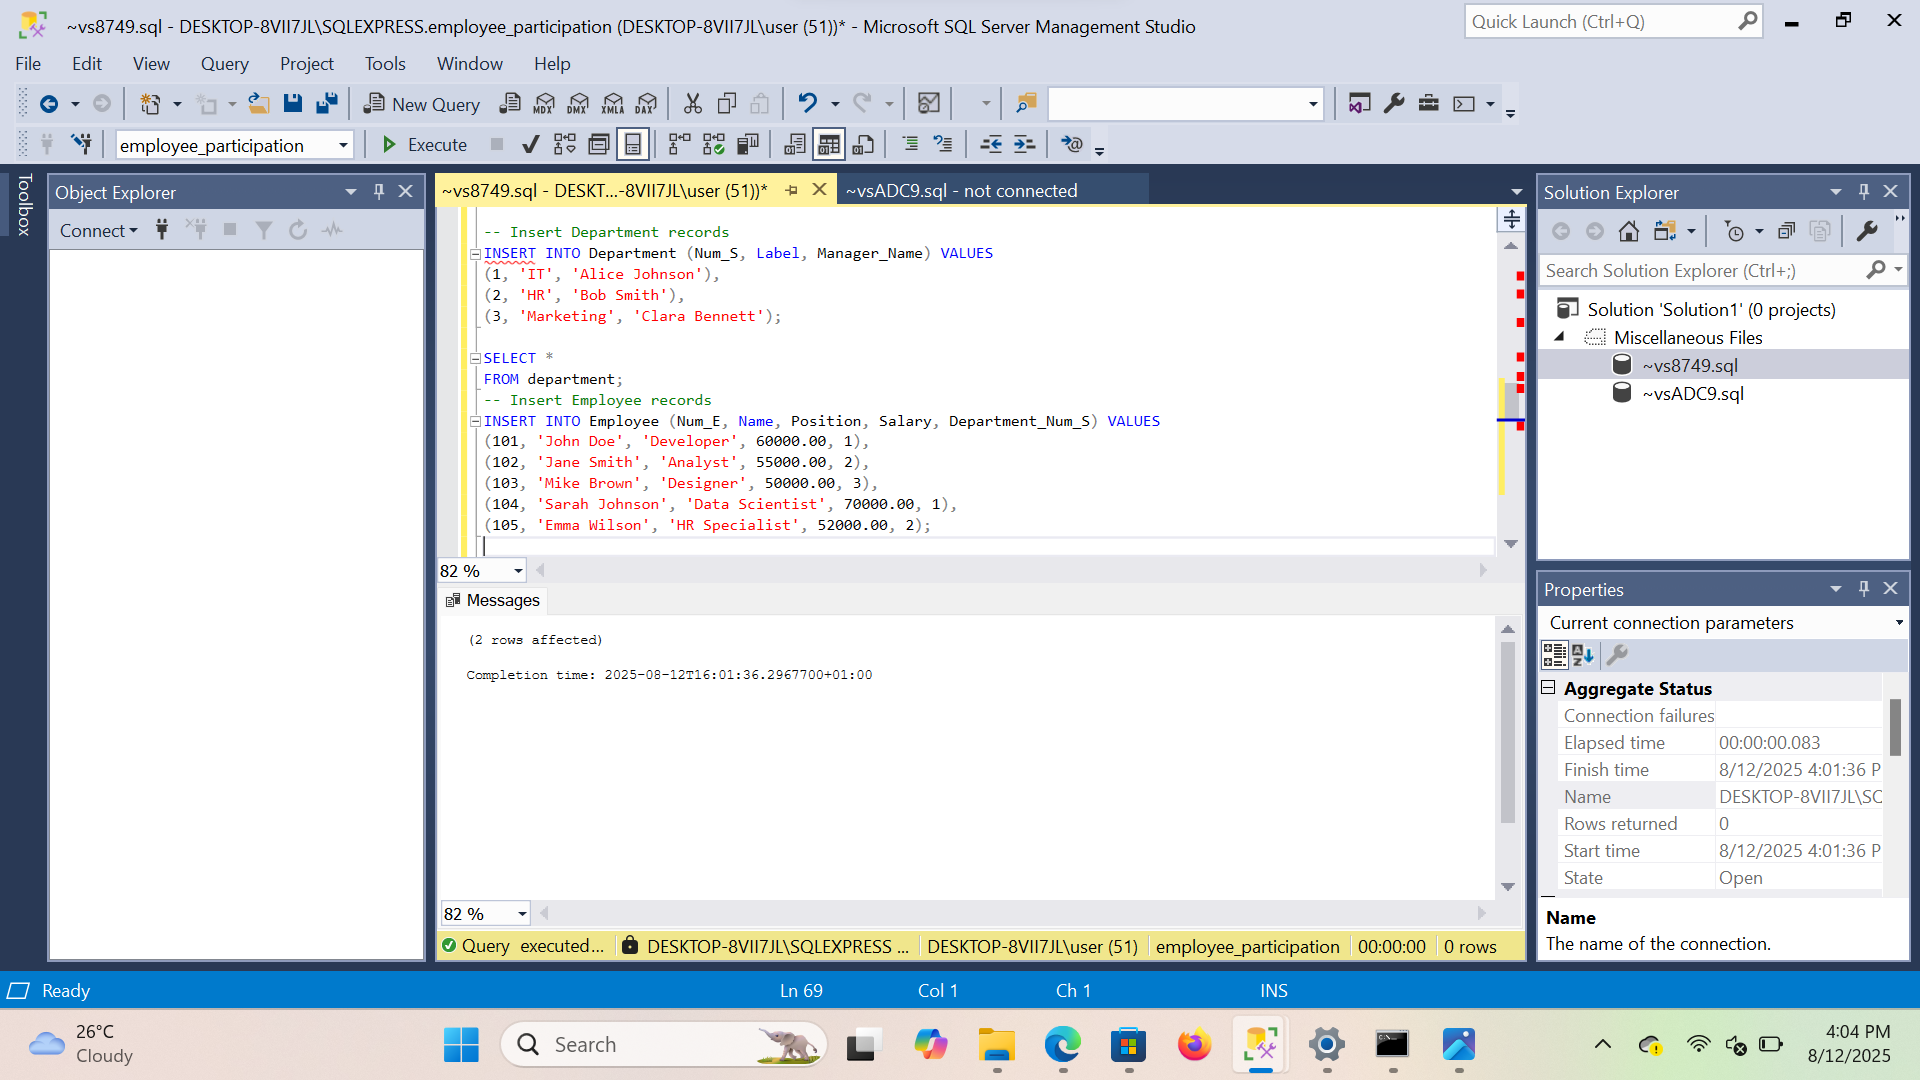 ~vs8749.sql - DESKTOP-8VII7JL\SQLEXPRESS.employee_participation (DESKTOP-8VII7JL\user (51))* - Microsoft SQL Server Management Studio
Quick Launch (Ctrl+Q)
File Edit View Query Project Tools Window Help
New Query MDX DMX XMLA DAX
employee_participation Execute
Toolbox
Object Explorer
Connect
~vs8749.sql - DESKT...-8VII7JL\user (51))* ~vsADC9.sql - not connected
-- Insert Department records
INSERT INTO Department (Num_S, Label, Manager_Name) VALUES
(1, 'IT', 'Alice Johnson'),
(2, 'HR', 'Bob Smith'),
(3, 'Marketing', 'Clara Bennett');
SELECT *
FROM department;
-- Insert Employee records
INSERT INTO Employee (Num_E, Name, Position, Salary, Department_Num_S) VALUES
(101, 'John Doe', 'Developer', 60000.00, 1),
(102, 'Jane Smith', 'Analyst', 55000.00, 2),
(103, 'Mike Brown', 'Designer', 50000.00, 3),
(104, 'Sarah Johnson', 'Data Scientist', 70000.00, 1),
(105, 'Emma Wilson', 'HR Specialist', 52000.00, 2);
82 %
Messages
(2 rows affected)
Completion time: 2025-08-12T16:01:36.2967700+01:00
82 %
Query executed... DESKTOP-8VII7JL\SQLEXPRESS ... DESKTOP-8VII7JL\user (51) employee_participation 00:00:00 0 rows
Solution Explorer
Search Solution Explorer (Ctrl+;)
Solution 'Solution1' (0 projects)
Miscellaneous Files
~vs8749.sql
~vsADC9.sql
Properties
Current connection parameters
Aggregate Status
Connection failures
Elapsed time 00:00:00.083
Finish time 8/12/2025 4:01:36 P
Name DESKTOP-8VII7JL\SC
Rows returned 0
Start time 8/12/2025 4:01:36 P
State Open
Name
The name of the connection.
Ready Ln 69 Col 1 Ch 1 INS
26°C
Cloudy
Search
4:04 PM
8/12/2025